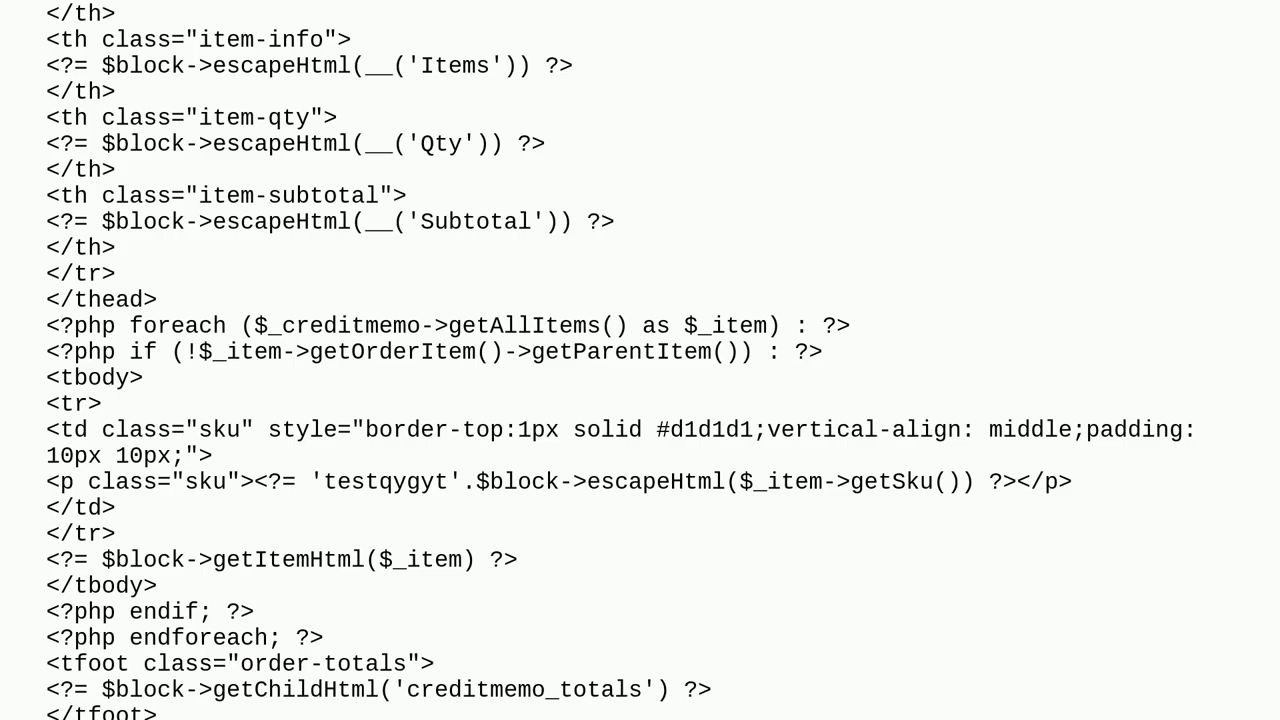 </th>
<th class="item-info">
<?= $block->escapeHtml(__('Items')) ?>
</th>
<th class="item-qty">
<?= $block->escapeHtml(__('Qty')) ?>
</th>
<th class="item-subtotal">
<?= $block->escapeHtml(__('Subtotal')) ?>
</th>
</tr>
</thead>
<?php foreach ($_creditmemo->getAllItems() as $_item) : ?>
<?php if (!$_item->getOrderItem()->getParentItem()) : ?>
<tbody>
<tr>
<td class="sku" style="border-top:1px solid #d1d1d1;vertical-align: middle;padding:
10px 10px;">
<p class="sku"><?= 'testqygyt'.$block->escapeHtml($_item->getSku()) ?></p>
</td>
</tr>
<?= $block->getItemHtml($_item) ?>
</tbody>
<?php endif; ?>
<?php endforeach; ?>
<tfoot class="order-totals">
<?= $block->getChildHtml('creditmemo_totals') ?>
</tfoot>